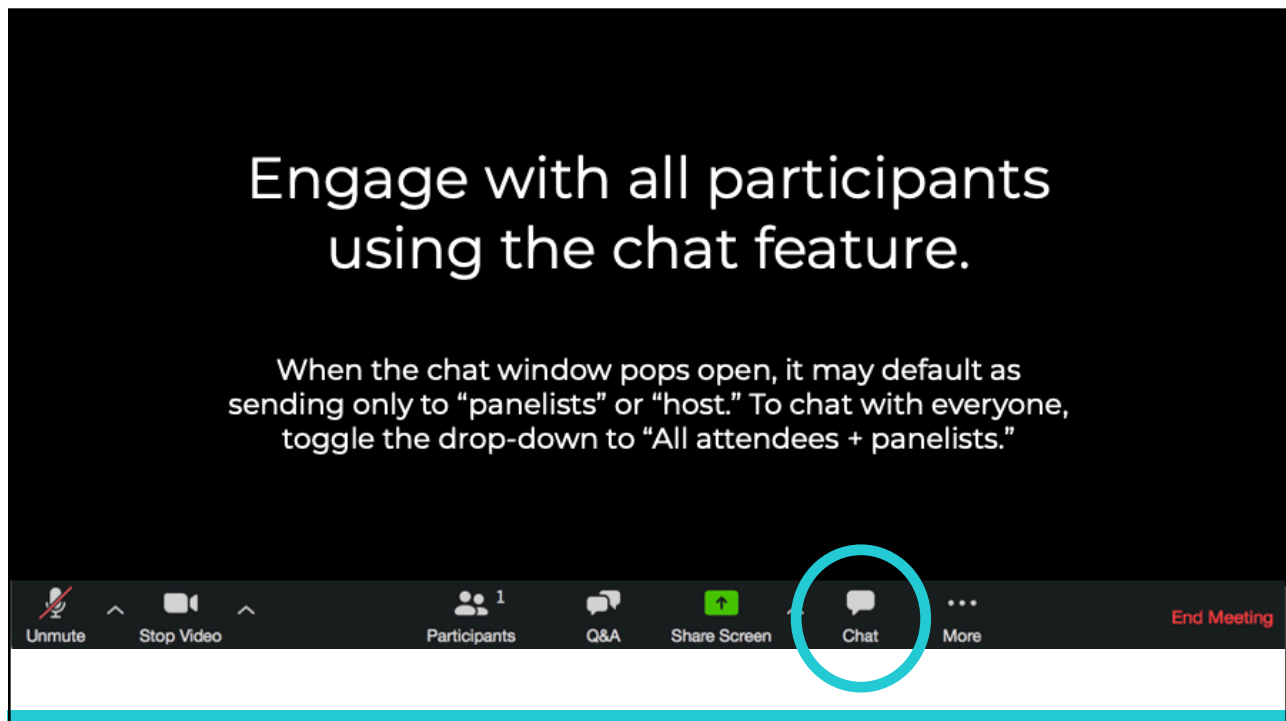 Engage with all participants
using the chat feature.
When the chat window pops open, it may default as
sending only to “panelists” or “host.” To chat with everyone,
toggle the drop-down to “All attendees + panelists.”
Unmute Stop Video Participants 1 Q&A Share Screen Chat More End Meeting